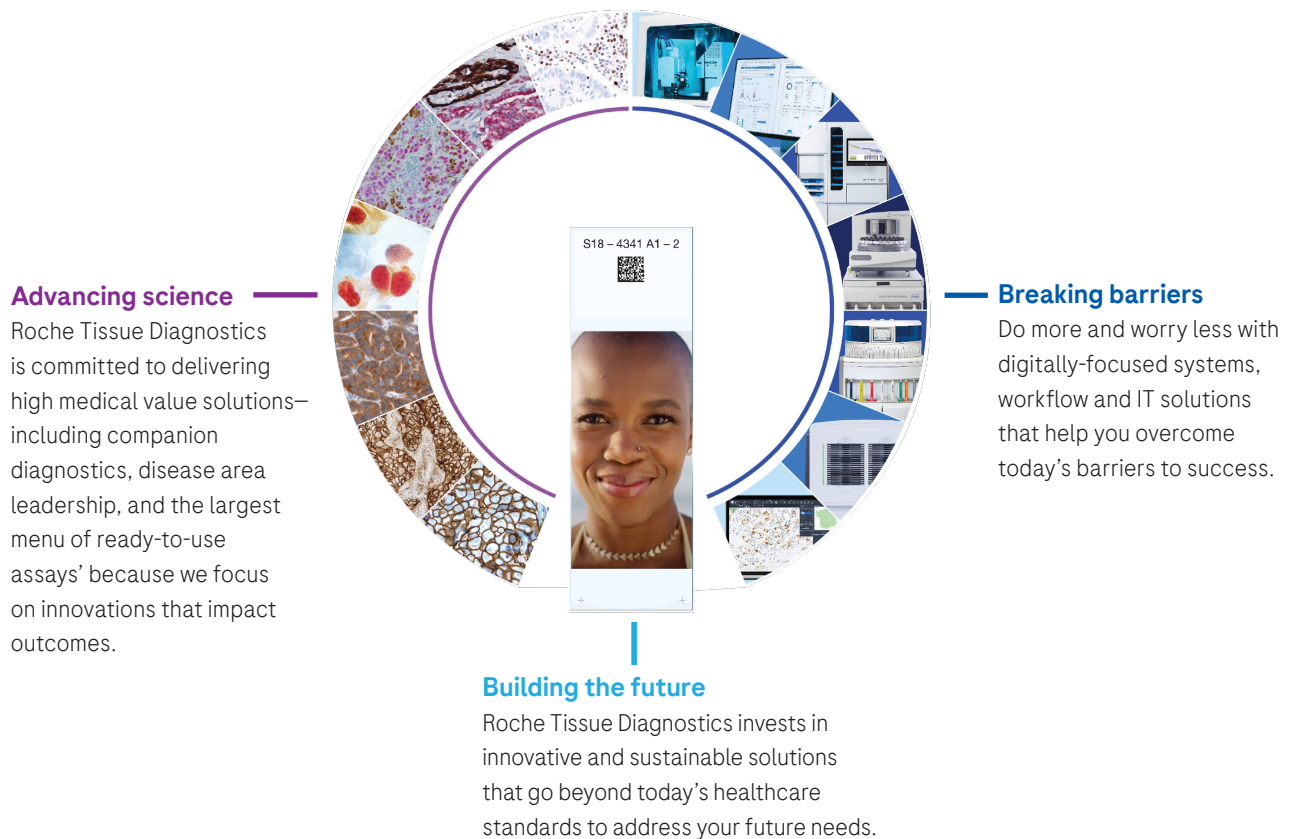 S18 – 4341 A1 – 2
Advancing science
Roche Tissue Diagnostics
is committed to delivering
high medical value solutions—
including companion
diagnostics, disease area
leadership, and the largest
menu of ready-to-use
assays’ because we focus
on innovations that impact
outcomes.
Breaking barriers
Do more and worry less with
digitally-focused systems,
workflow and IT solutions
that help you overcome
today’s barriers to success.
Building the future
Roche Tissue Diagnostics invests in
innovative and sustainable solutions
that go beyond today’s healthcare
standards to address your future needs.